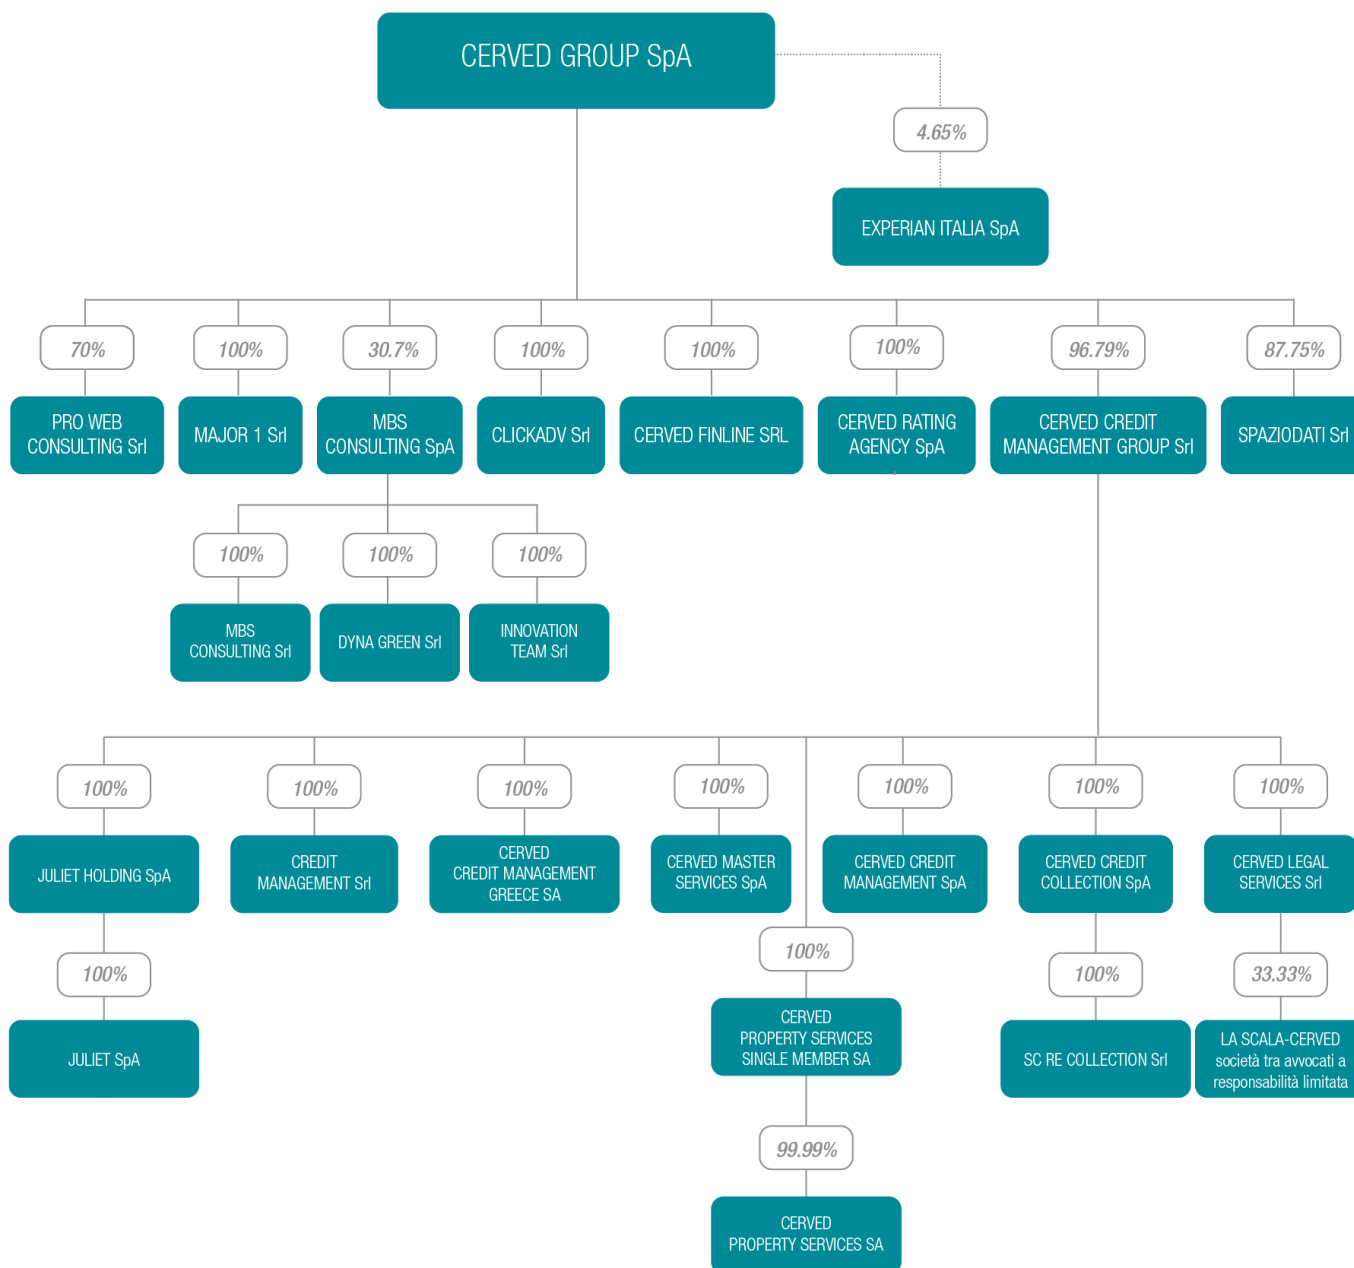 CERVED GROUP SpA
4.65%
EXPERIAN ITALIA SpA
70%
100%
30.7%
100%
100%
100%
96.79%
87.75%
PRO WEB
CONSULTING Srl
MAJOR 1 Srl
MBS
CONSULTING SpA
CLICKADV Srl
CERVED FINLINE SRL
CERVED RATING
AGENCY SpA
CERVED CREDIT
MANAGEMENT GROUP Srl
SPAZIODATI Srl
100%
100%
100%
MBS
CONSULTING Srl
DYNA GREEN Srl
INNOVATION
TEAM Srl
100%
100%
100%
100%
100%
100%
100%
JULIET HOLDING SpA
CREDIT
MANAGEMENT Srl
CERVED
CREDIT MANAGEMENT
GREECE SA
CERVED MASTER
SERVICES SpA
CERVED CREDIT
MANAGEMENT SpA
CERVED CREDIT
COLLECTION SpA
CERVED LEGAL
SERVICES Srl
100%
100%
100%
33.33%
JULIET SpA
CERVED
PROPERTY SERVICES
SINGLE MEMBER SA
SC RE COLLECTION Srl
LA SCALA-CERVED
società tra avvocati a
responsabilità limitata
99.99%
CERVED
PROPERTY SERVICES SA